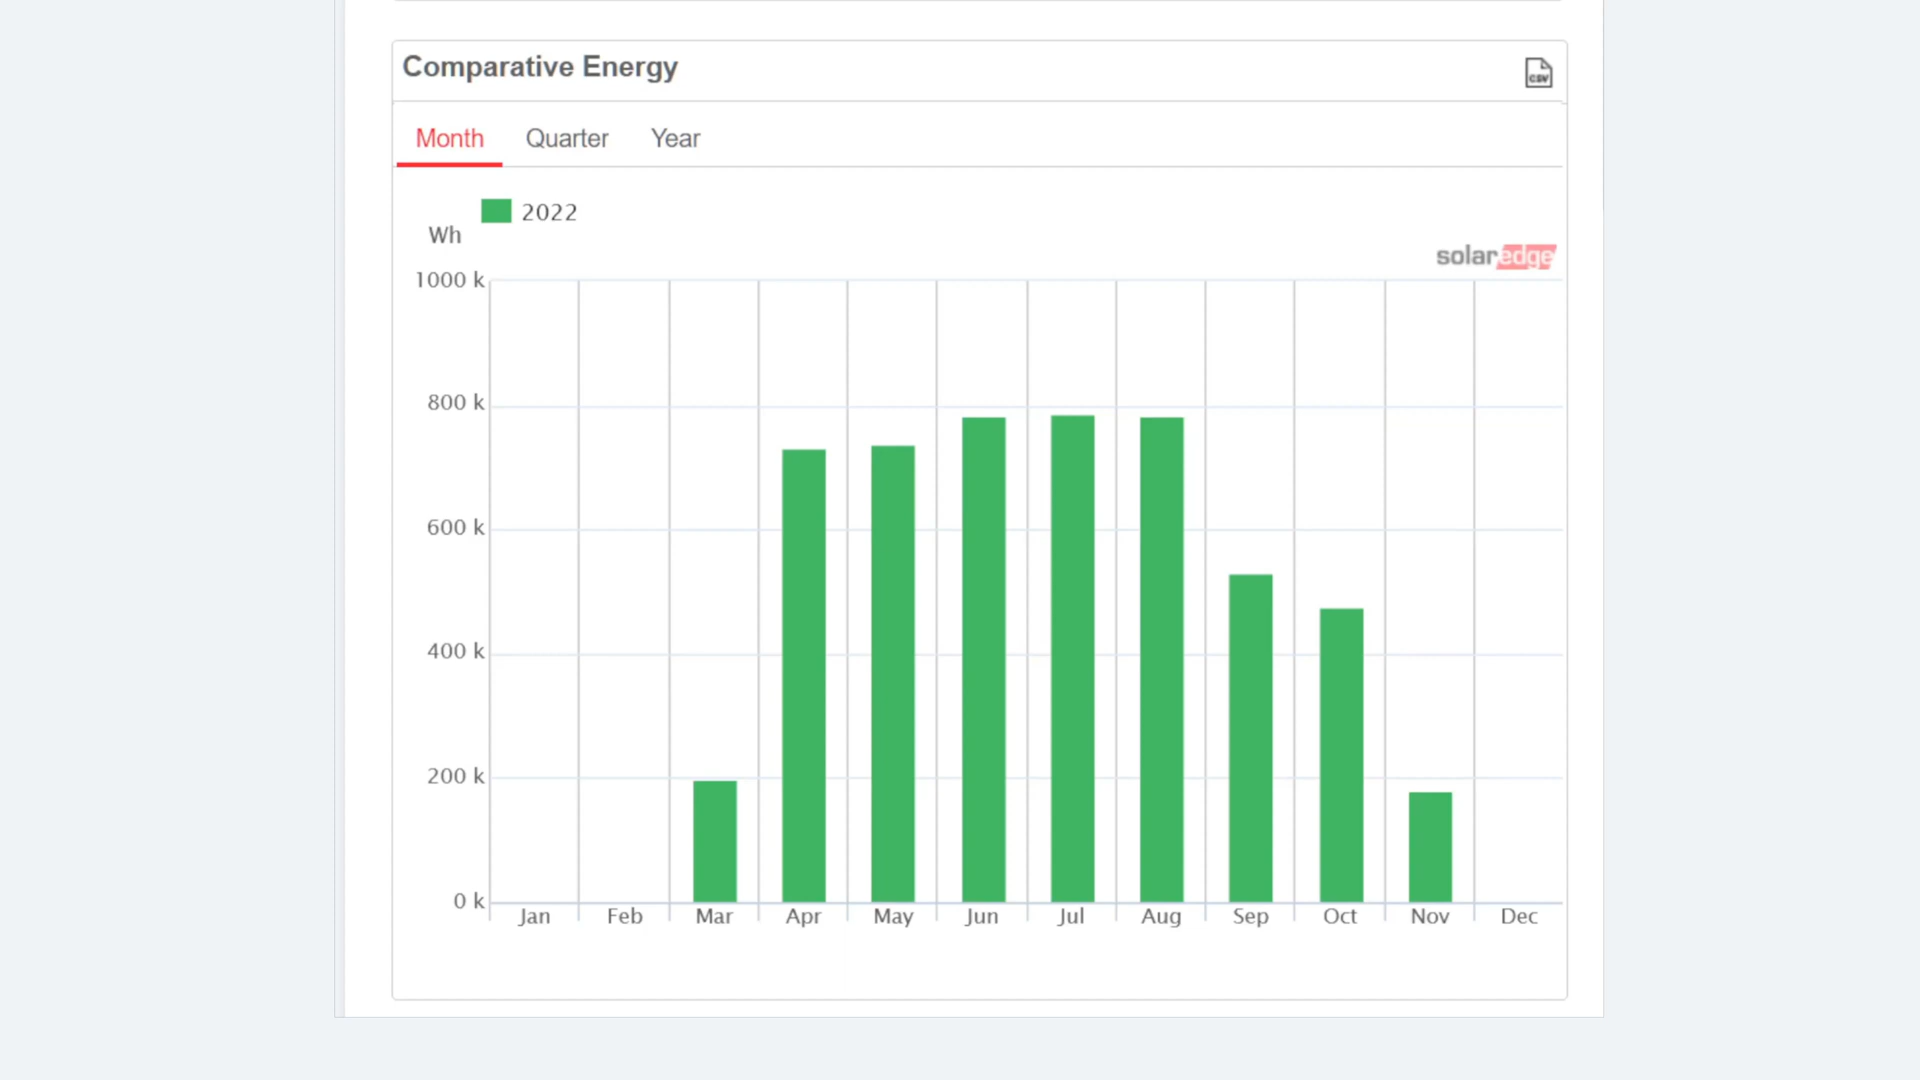 Comparative Energy
CSV
Month Quarter Year
2022
Wh
solaredge
1000 k
800 k
600 k
400 k
200 k
0 k
Jan Feb Mar Apr May Jun Jul Aug Sep Oct Nov Dec